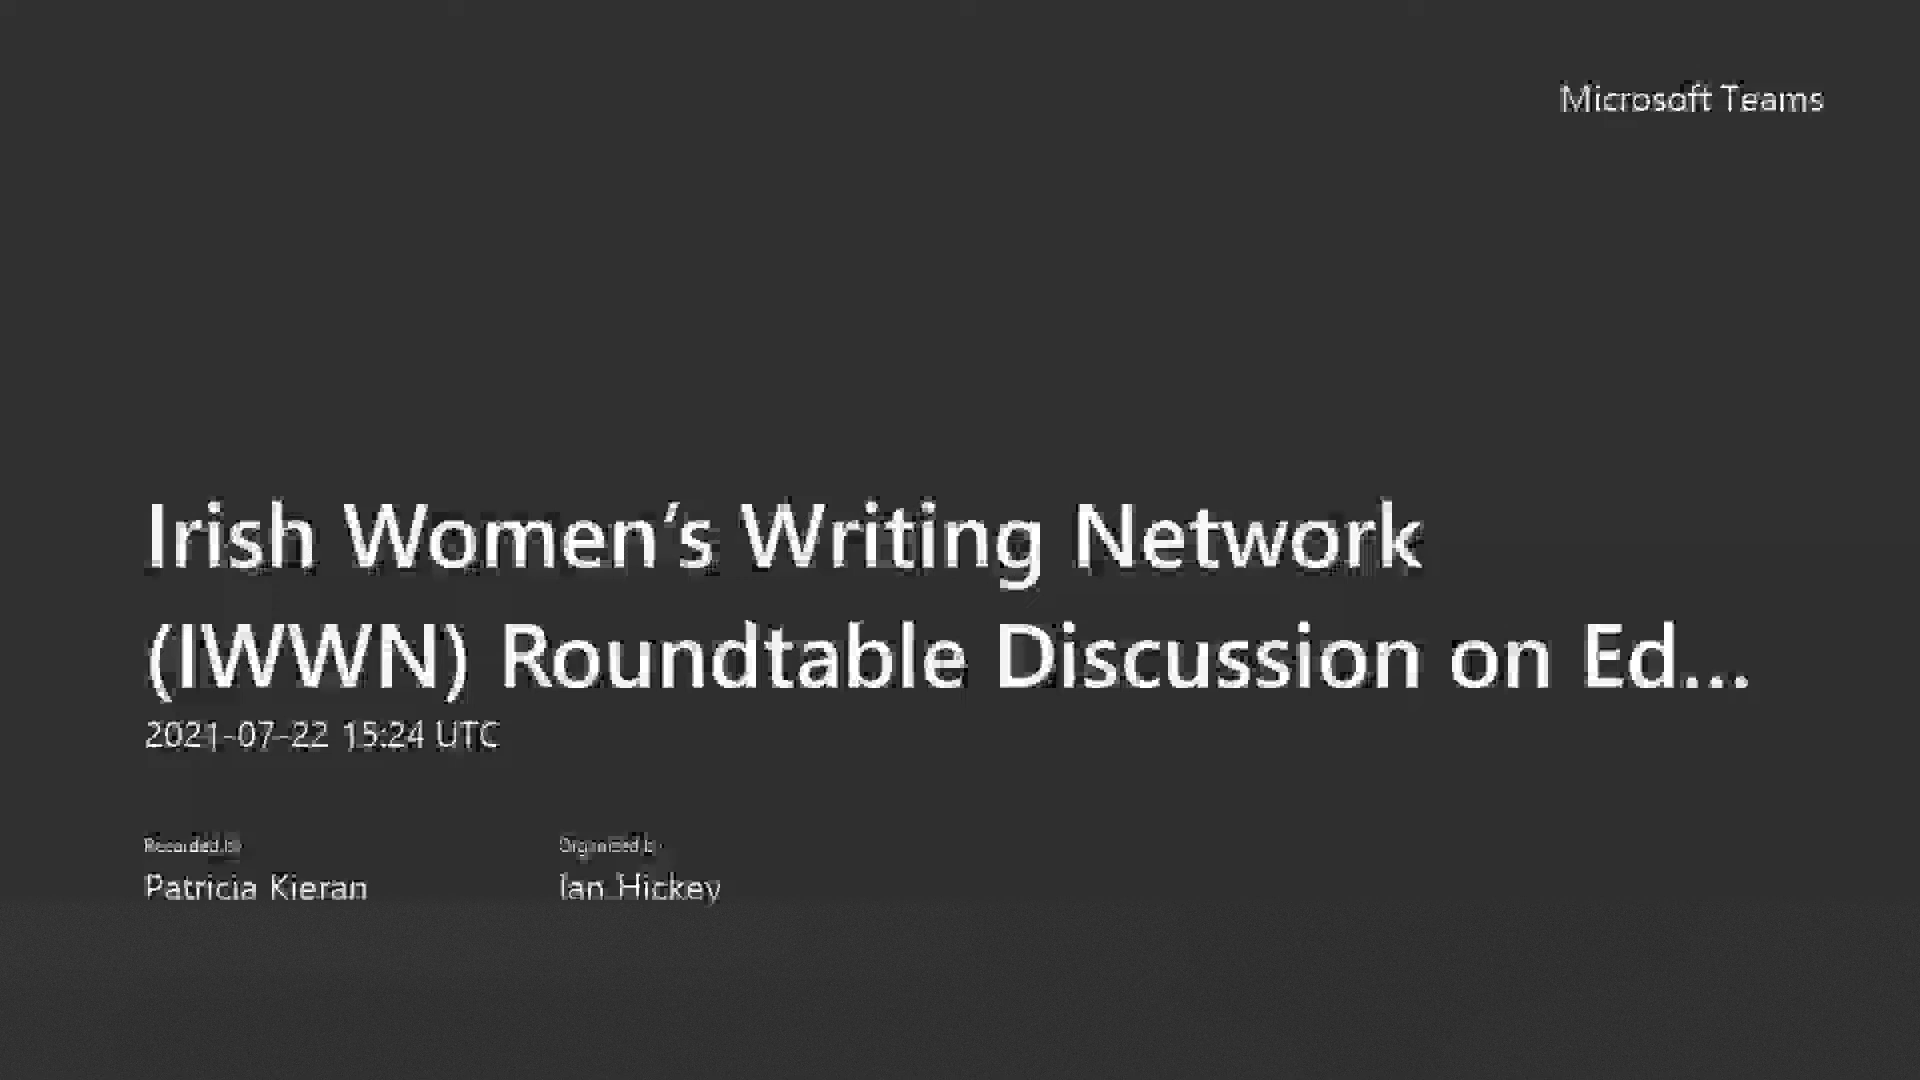 Microsoft Teams
Irish Women’s Writing Network
(IWWN) Roundtable Discussion on Ed...
2021-07-22 15:24 UTC
Recorded by
Organized by
Patricia Kieran
Ian Hickey